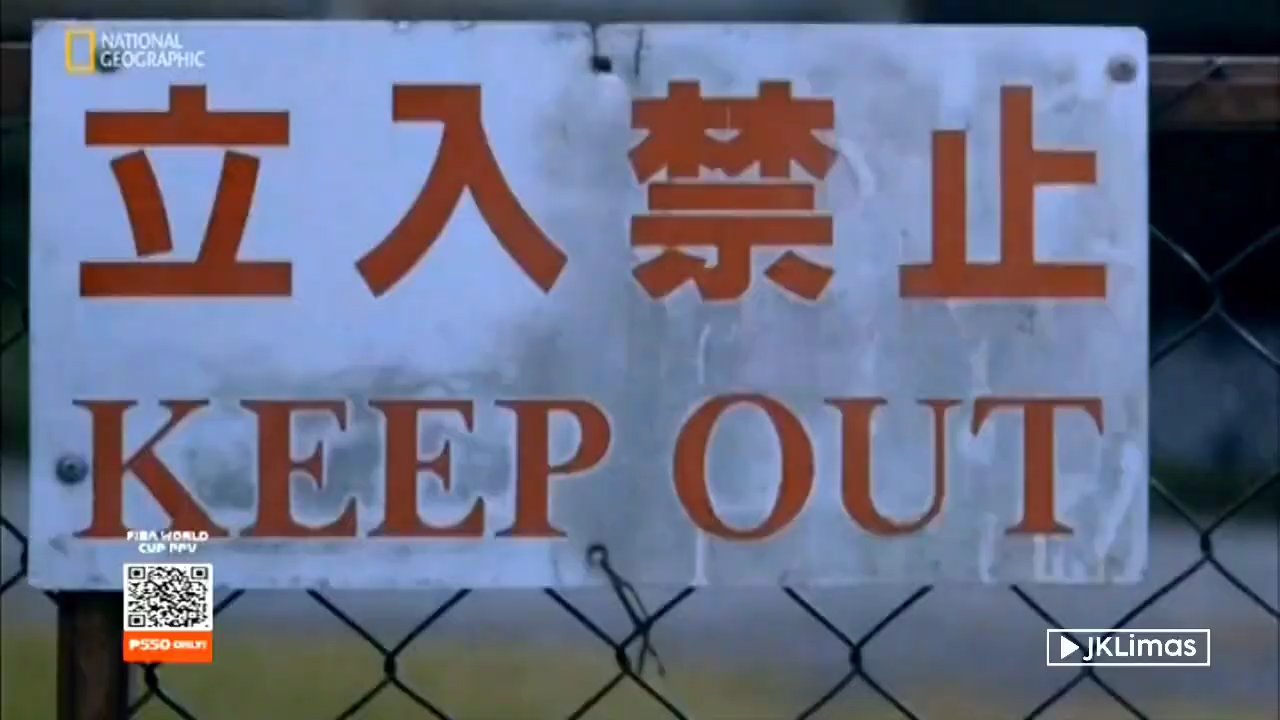 NATIONAL
GEOGRAPHIC
立入禁止
KEEP OUT
FIBA WORLD
CUP PPV
₱550 ONLY!
JKLimas